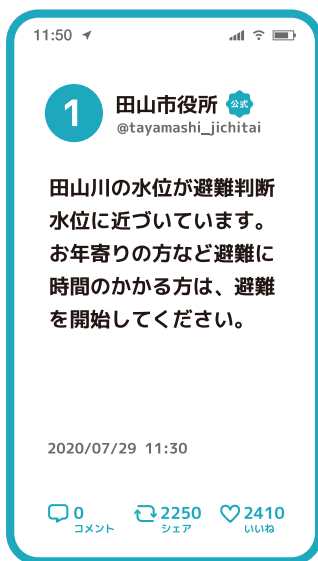 11:50
1
田山市役所 公式
@tayamashi_jichitai
田山川の水位が避難判断
水位に近づいています。
お年寄りの方など避難に
時間のかかる方は、避難
を開始してください。
2020/07/29 11:30
0 2250 2410
コメント シェア いいね